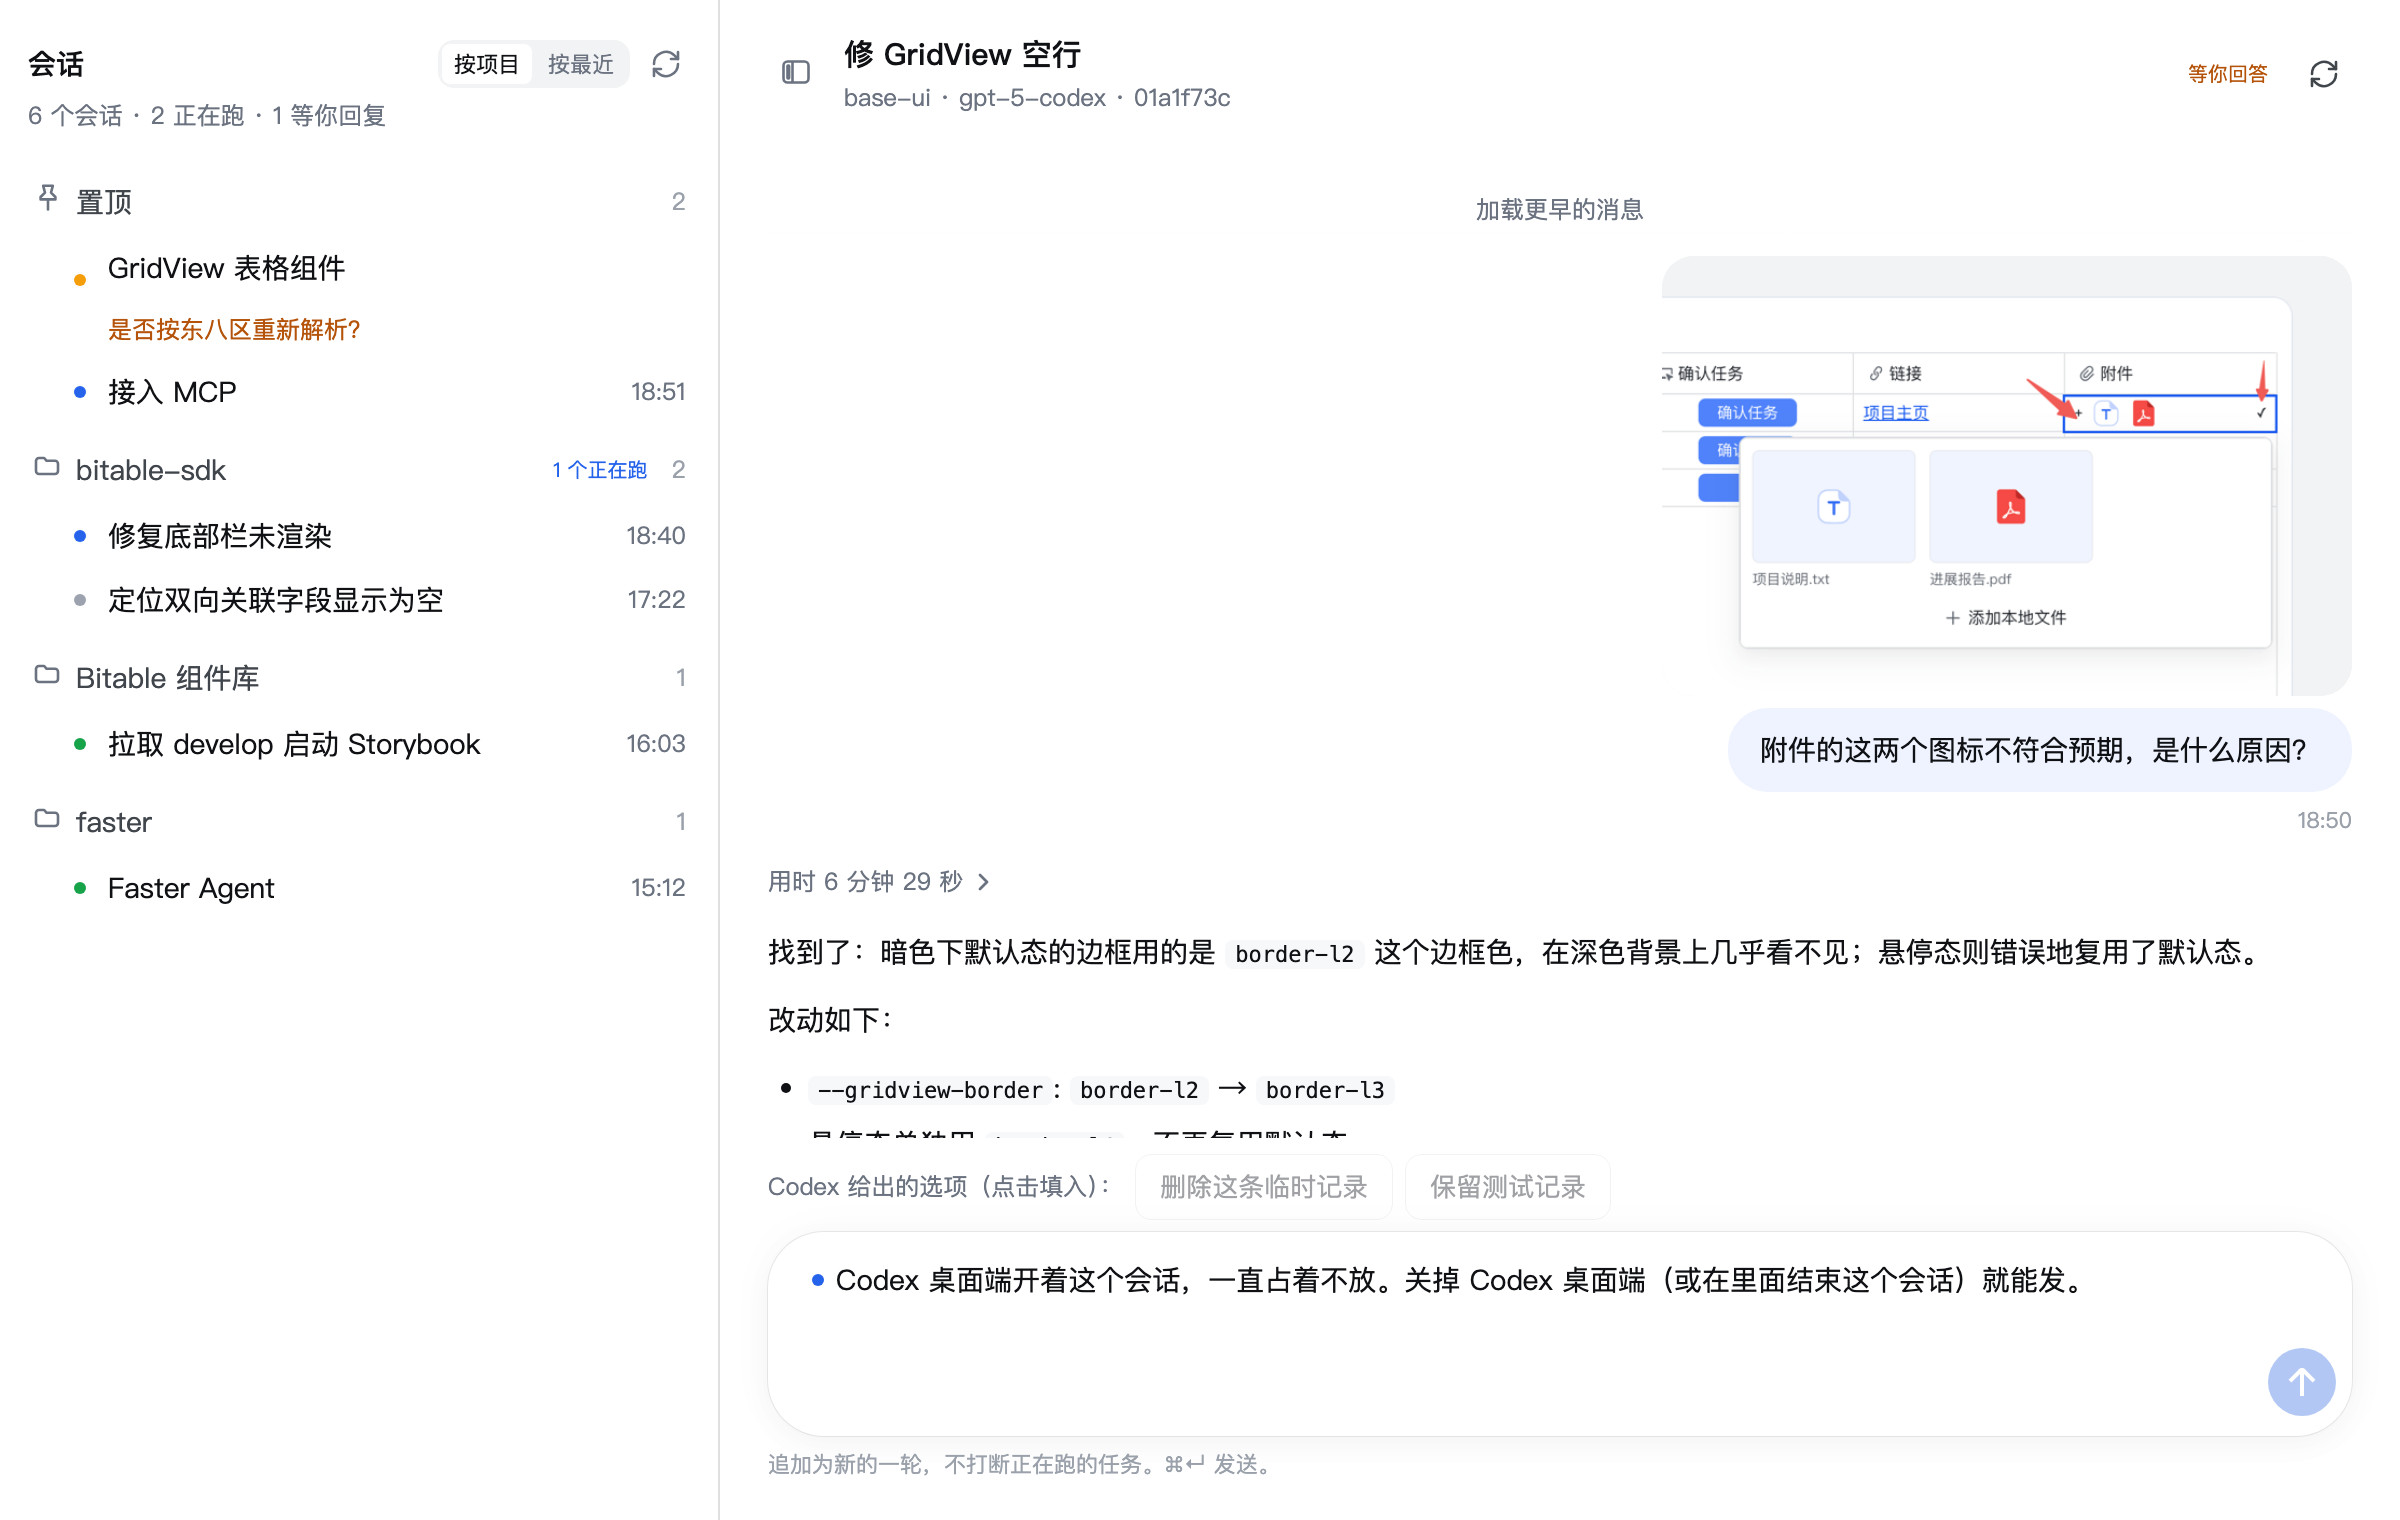 会话
按项目 按最近
6 个会话 · 2 正在跑 · 1 等你回复
置顶 2
GridView 表格组件
是否按东八区重新解析?
接入 MCP 18:51
bitable-sdk 1 个正在跑 2
修复底部栏未渲染 18:40
定位双向关联字段显示为空 17:22
Bitable 组件库 1
拉取 develop 启动 Storybook 16:03
faster 1
Faster Agent 15:12
修 GridView 空行
base-ui · gpt-5-codex · 01a1f73c
等你回答
加载更早的消息
确认任务 链接 附件
确认任务 项目主页 + T ✓
确
T
项目说明.txt 进展报告.pdf
+ 添加本地文件
附件的这两个图标不符合预期，是什么原因?
18:50
用时 6 分钟 29 秒 >
找到了：暗色下默认态的边框用的是 border-l2 这个边框色，在深色背景上几乎看不见；悬停态则错误地复用了默认态。
改动如下：
• --gridview-border：border-l2 → border-l3
Codex 给出的选项（点击填入）： 删除这条临时记录 保留测试记录
Codex 桌面端开着这个会话，一直占着不放。关掉 Codex 桌面端（或在里面结束这个会话）就能发。
追加为新的一轮，不打断正在跑的任务。⌘↵ 发送。